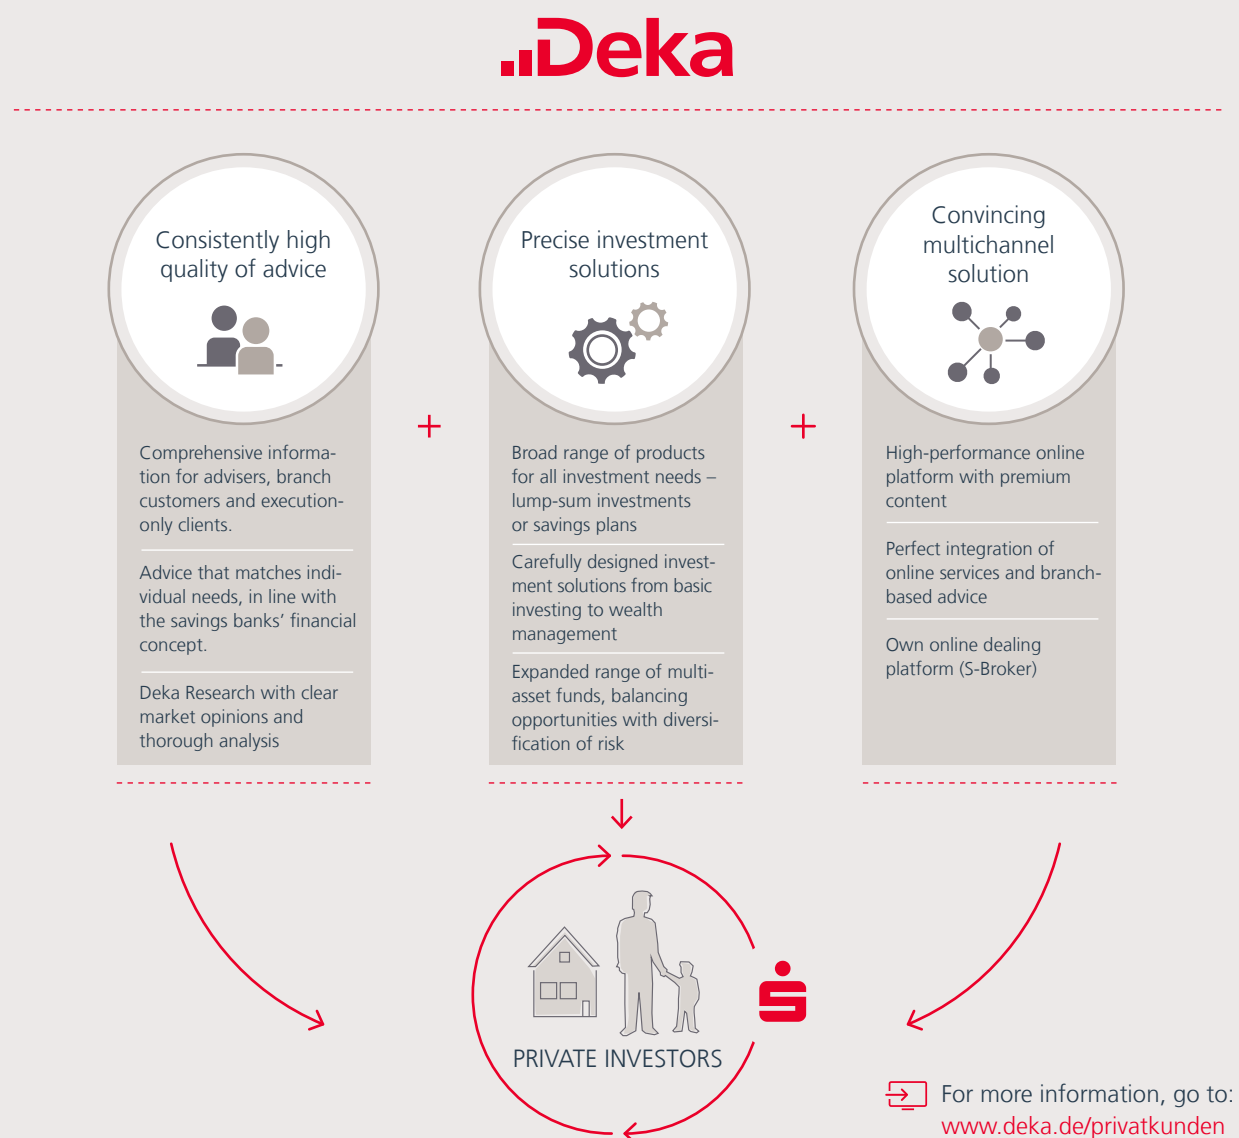 Deka
Consistently high
quality of advice
Comprehensive informa-
tion for advisers, branch
customers and execution-
only clients.
Advice that matches indi-
vidual needs, in line with
the savings banks’ financial
concept.
Deka Research with clear
market opinions and
thorough analysis
+
Precise investment
solutions
Broad range of products
for all investment needs –
lump-sum investments
or savings plans
Carefully designed invest-
ment solutions from basic
investing to wealth
management
Expanded range of multi-
asset funds, balancing
opportunities with diversi-
fication of risk
+
Convincing
multichannel
solution
High-performance online
platform with premium
content
Perfect integration of
online services and branch-
based advice
Own online dealing
platform (S-Broker)
PRIVATE INVESTORS
For more information, go to:
www.deka.de/privatkunden